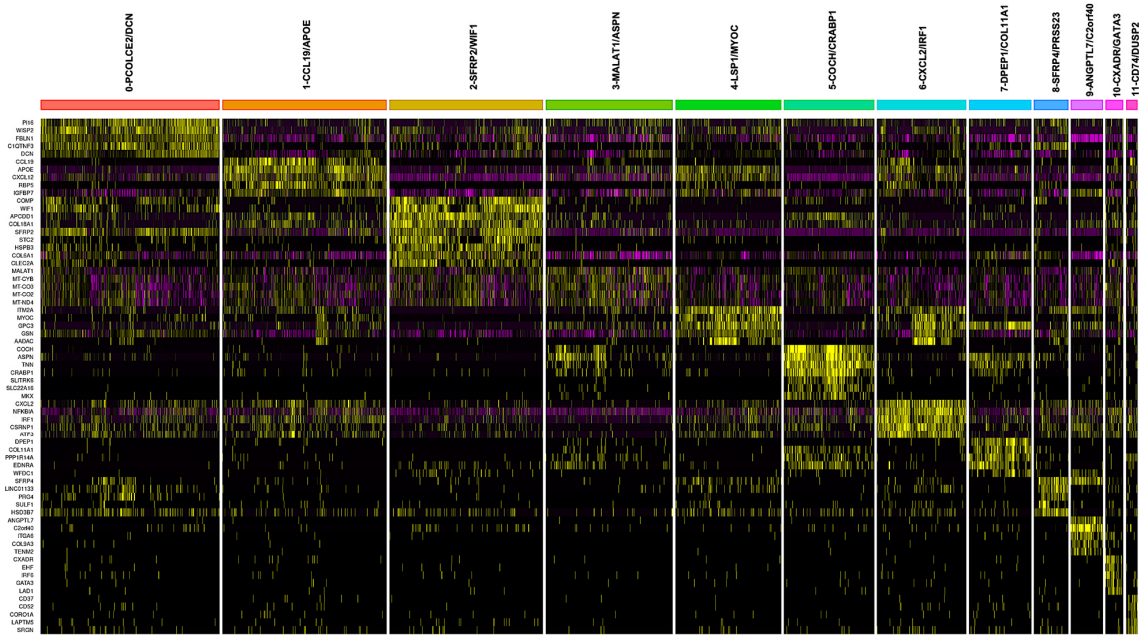 0-PCOLCE2/DCN
1-CCL19/APOE
2-SFRP2/WIF1
3-MALAT1/ASPN
4-LSP1/MYOC
5-COCH/CRABP1
6-CXCL2/IRF1
7-DPEP1/COL11A1
8-SFRP4/PRSS23
9-ANGPTL7/C2orf40
10-CXADR/GATA3
11-CD74/DUSP2
PI16
WISP2
FBLN1
C1QTNF3
DCN
CCL19
APOE
CXCL12
RBP5
IGFBP7
COMP
WIF1
APCDD1
COL18A1
SFRP2
STC2
HSPB3
COL6A1
CLEC2A
MALAT1
MT-CYB
MT-CO3
MT-CO2
MT-ND4
ITM2A
MYOC
GPC3
GSN
AADAC
COCH
ASPN
TNN
CRABP1
SLITRK6
SLC22A16
MKX
CXCL2
NFKBIA
IRF1
CSRNP1
ATF3
DPEP1
COL11A1
PPP1R14A
EDNRA
WFDC1
SFRP4
LINC01133
PRG4
SULF1
HSD3B7
ANGPTL7
C2orf40
ITGA6
COL9A3
TENM2
CXADR
EHF
IRF6
GATA3
LAD1
CD37
CD52
CORO1A
LAPTM5
SRGN